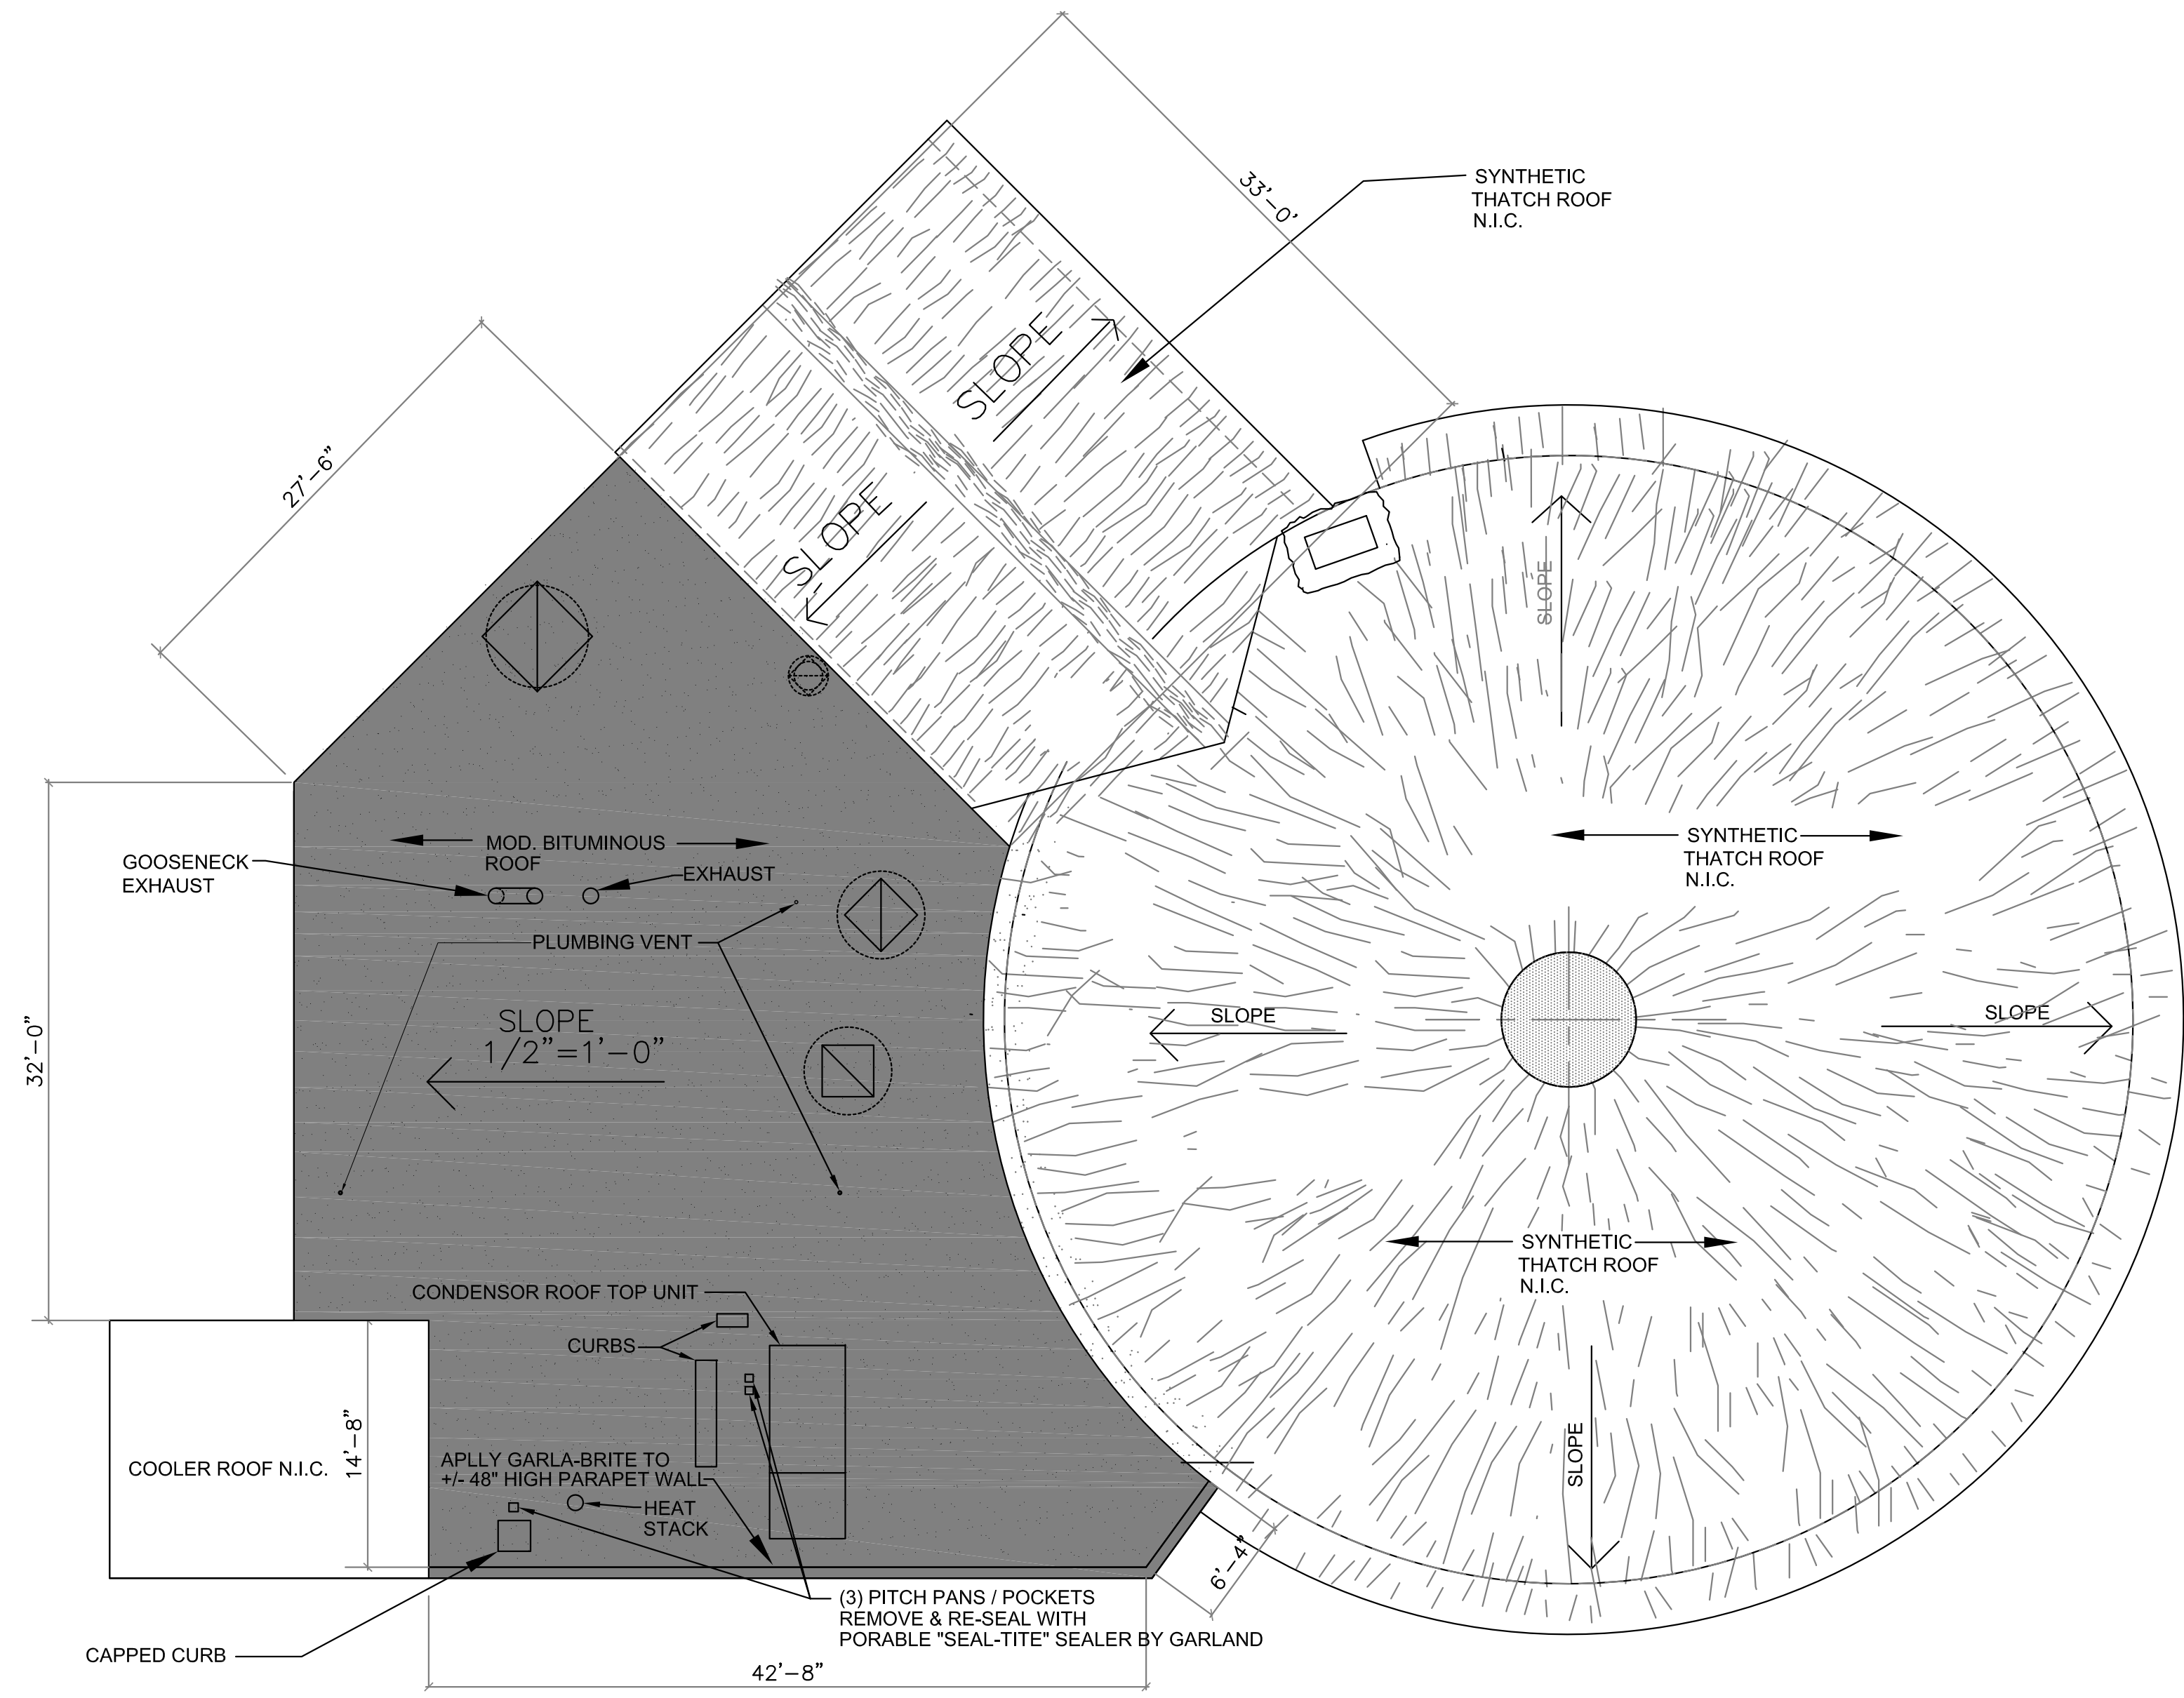 33'-0'
SYNTHETIC
THATCH ROOF
N.I.C.
SLOPE
27'-6"
SLOPE
SLOPE
MOD. BITUMINOUS
ROOF
GOOSENECK
EXHAUST
EXHAUST
SYNTHETIC
THATCH ROOF
N.I.C.
PLUMBING VENT
SLOPE
1/2"=1'-0"
SLOPE
SLOPE
32'-0"
SYNTHETIC
THATCH ROOF
N.I.C.
CONDENSOR ROOF TOP UNIT
CURBS
14'-8"
COOLER ROOF N.I.C.
APLLY GARLA-BRITE TO
+/- 48" HIGH PARAPET WALL
HEAT
STACK
SLOPE
6'-4"
(3) PITCH PANS / POCKETS
REMOVE & RE-SEAL WITH
PORABLE "SEAL-TITE" SEALER BY GARLAND
CAPPED CURB
42'-8"